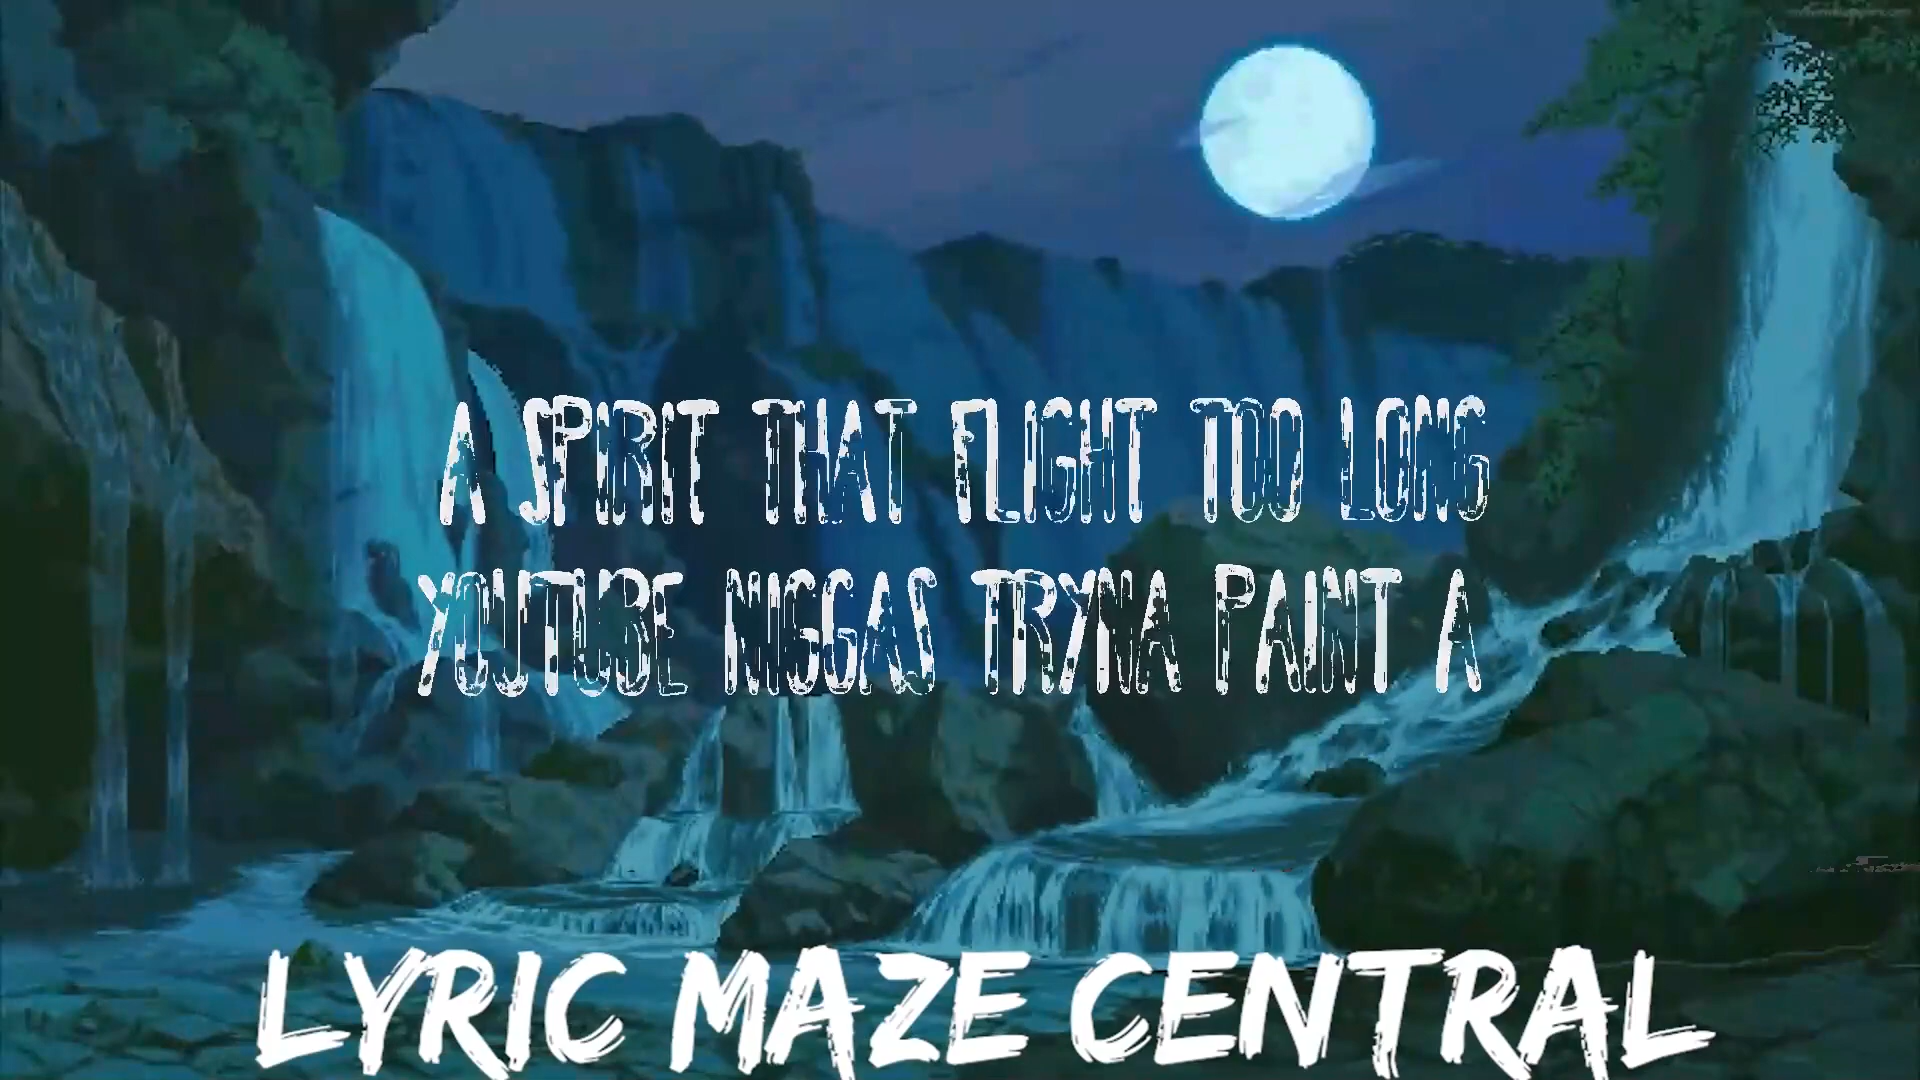 A SPIRIT THAT FLIGHT TOO LONG
YOUTUBE NIGGAS TRYNA PAINT A
LYRIC MAZE CENTRAL